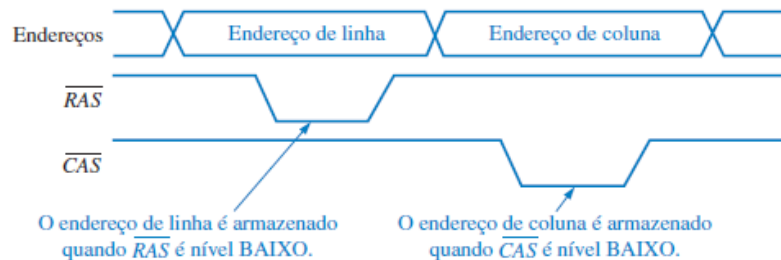 Endereços Endereço de linha Endereço de coluna
RAS
CAS
O endereço de linha é armazenado
quando RAS é nível BAIXO.
O endereço de coluna é armazenado
quando CAS é nível BAIXO.